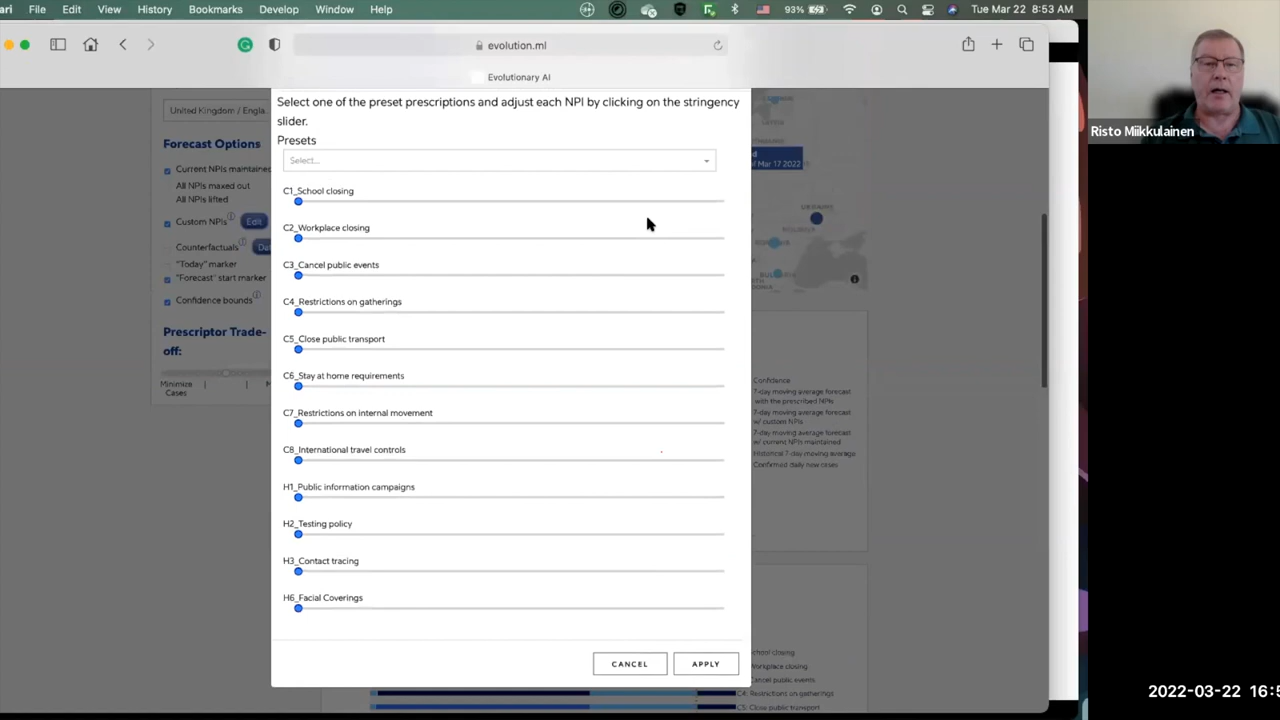 ari File Edit View History Bookmarks Develop Window Help 93% Tue Mar 22 8:53 AM
evolution.ml
Evolutionary AI
Risto Miikkulainen
Select one of the preset prescriptions and adjust each NPI by clicking on the stringency
slider.
Presets
Select...
C1_School closing
C2_Workplace closing
C3_Cancel public events
C4_Restrictions on gatherings
C5_Close public transport
C6_Stay at home requirements
C7_Restrictions on internal movement
C8_International travel controls
H1_Public information campaigns
H2_Testing policy
H3_Contact tracing
H6_Facial Coverings
CANCEL APPLY
United Kingdom / Engla
Forecast Options
Current NPIs maintained
All NPIs maxed out
All NPIs lifted
Custom NPIs Edit
Counterfactuals
"Today" marker
"Forecast" start marker
Confidence bounds
Prescriptor Trade-
off:
Minimize
Cases
of Mar 17 2022
UKRAINE
Confidence
7-day moving average forecast
with the prescribed NPIs
7-day moving average forecast
w/ custom NPIs
7-day moving average forecast
w/ current NPIs maintained
Historical 7-day moving average
Confirmed daily new cases
chool closing
Workplace closing
Cancel public events
C4: Restrictions on gatherings
C5: Close public transport
2022-03-22 16:5